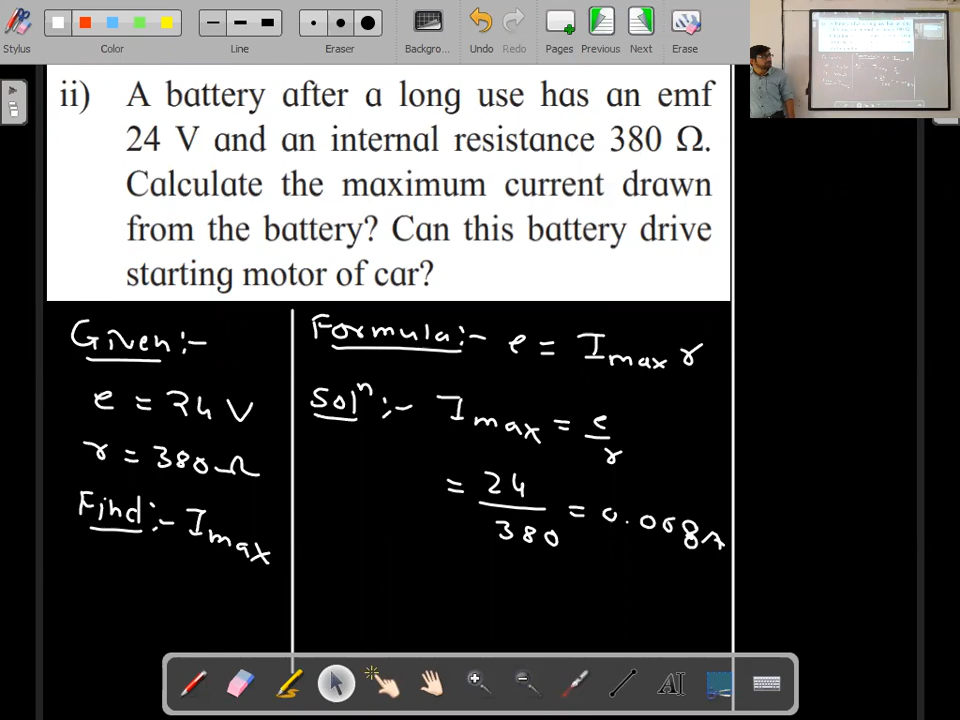 Stylus Color Line Eraser Backgro... Undo Redo Pages Previous Next Erase
ii) A battery after a long use has an emf
24 V and an internal resistance 380 Ω.
Calculate the maximum current drawn
from the battery? Can this battery drive
starting motor of car?
Given :-
e = 24 V
r = 380 Ω
Find :- Imax
Formula :- e = Imax r
Solⁿ :- Imax = e/r
= 24/380 = 0.068A
AI